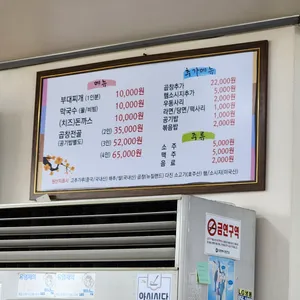 메뉴
부대찌개 (1인분) 10,000원
막국수 (물/비빔) 10,000원
(치즈)돈까스 10,000원
곱창전골 (2인) 35,000원
(공기밥별도) (3인) 52,000원
(4인) 65,000원
추가메뉴
곱창추가 22,000원
햄소시지추가 5,000원
우동사리 2,000원
라면/당면/떡사리 1,000원
공기밥 1,000원
볶음밥 2,000원
주류
소주 5,000원
맥주 5,000원
음료 2,000원
금연구역